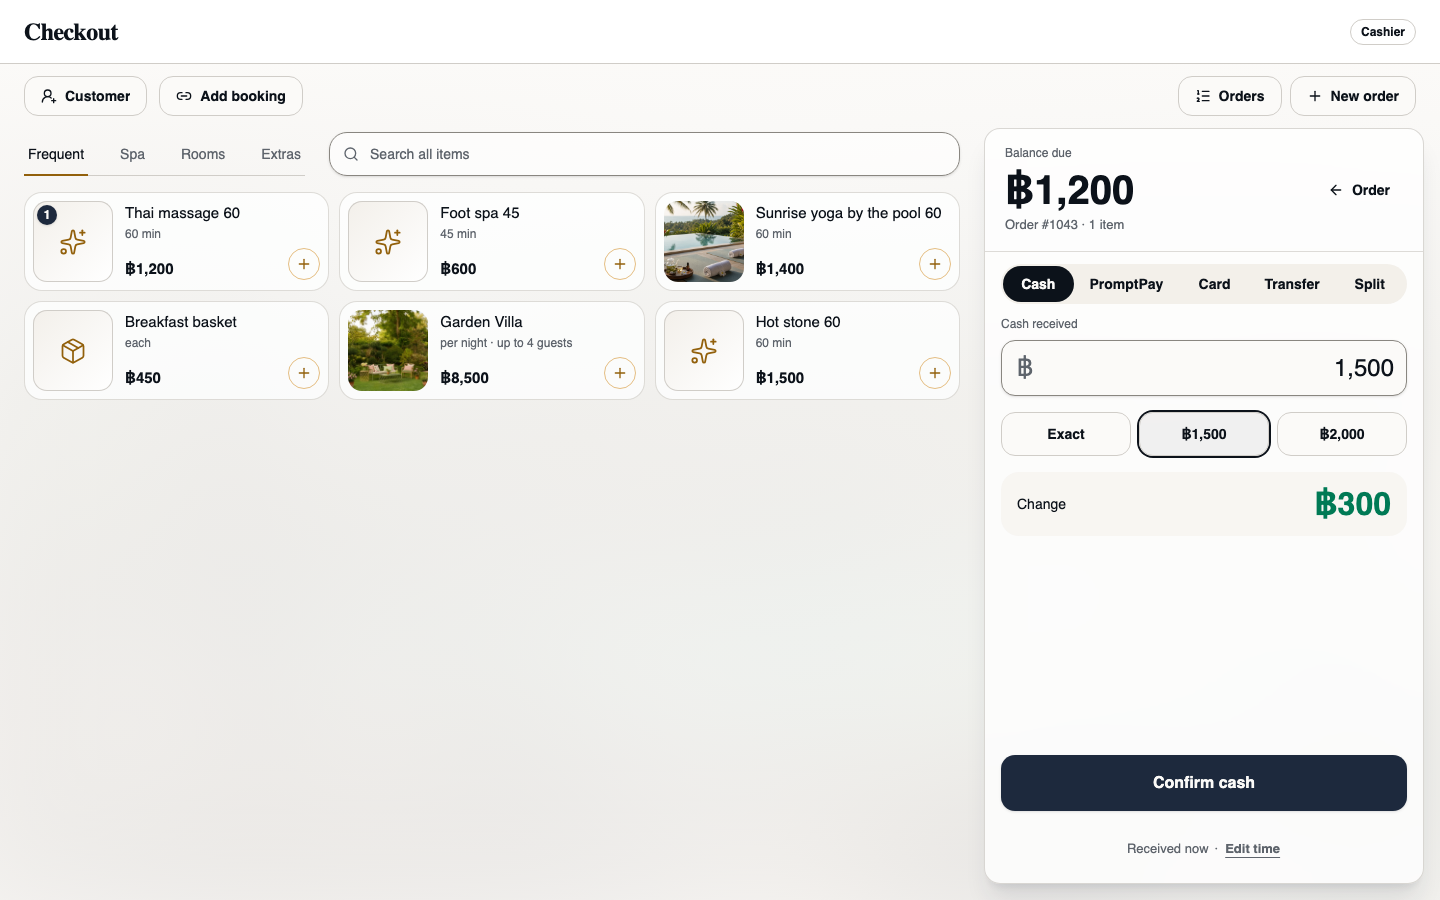 Checkout
Cashier
Customer
Add booking
Orders
New order
Frequent
Spa
Rooms
Extras
Search all items
1
Thai massage 60
60 min
฿1,200
Foot spa 45
45 min
฿600
Sunrise yoga by the pool 60
60 min
฿1,400
Breakfast basket
each
฿450
Garden Villa
per night · up to 4 guests
฿8,500
Hot stone 60
60 min
฿1,500
Balance due
฿1,200
Order
Order #1043 · 1 item
Cash
PromptPay
Card
Transfer
Split
Cash received
฿ 1,500
Exact
฿1,500
฿2,000
Change
฿300
Confirm cash
Received now · Edit time